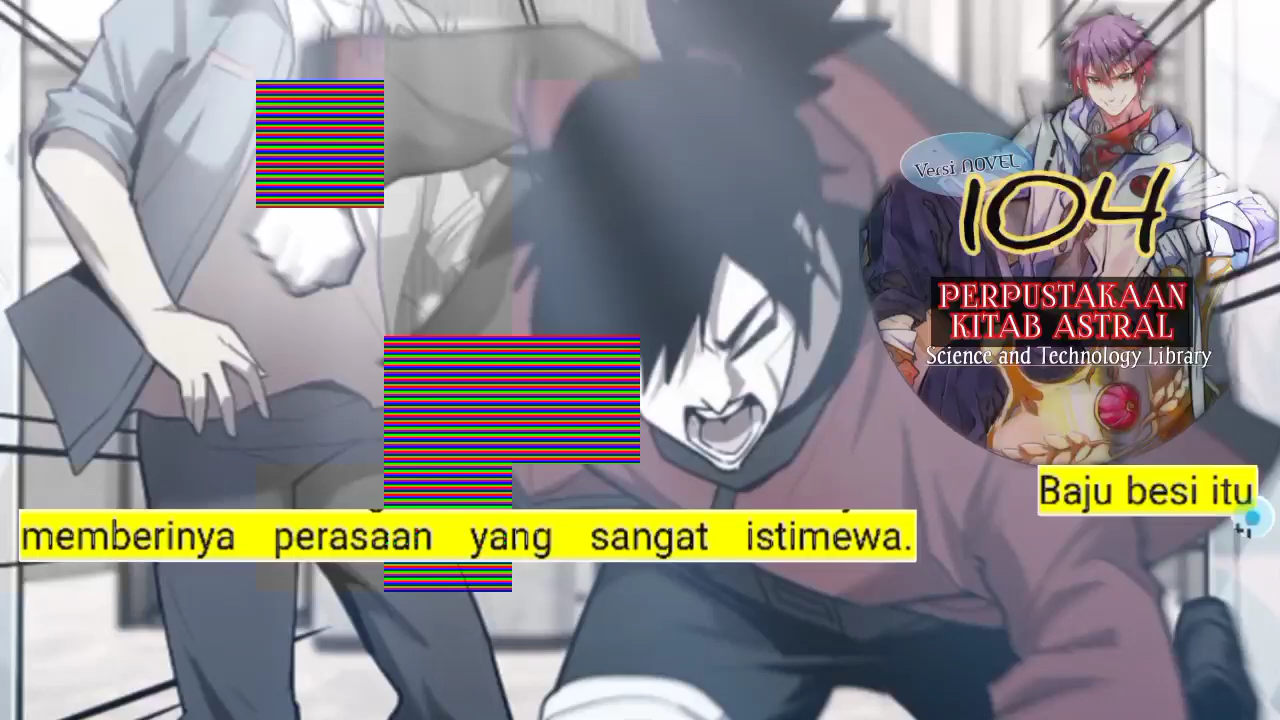 Versi NOVEL
104
PERPUSTAKAAN
KITAB ASTRAL
Science and Technology Library
Baju besi itu
memberinya perasaan yang sangat istimewa.